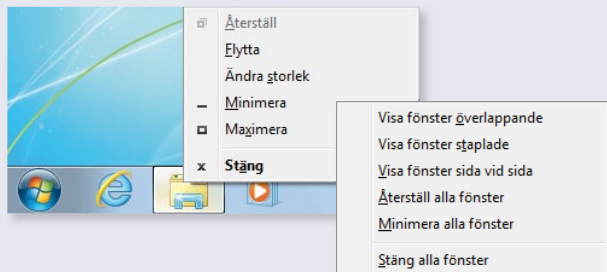 Återställ
Flytta
Ändra storlek
Minimera
Maximera
Stäng
Visa fönster överlappande
Visa fönster staplade
Visa fönster sida vid sida
Återställ alla fönster
Minimera alla fönster
Stäng alla fönster